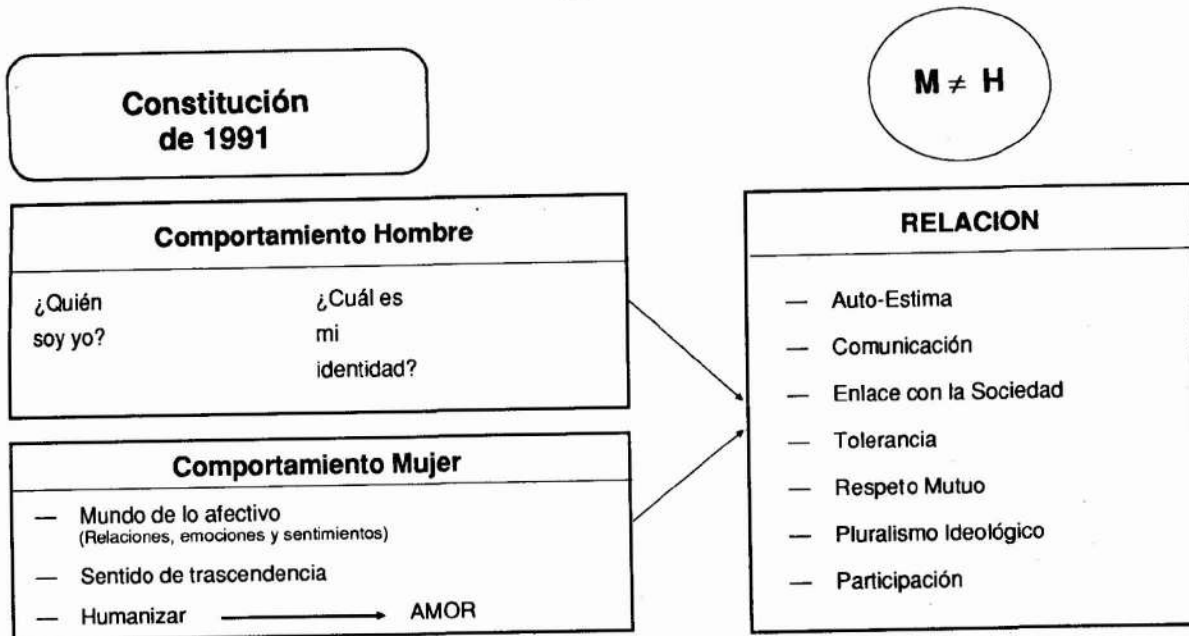 Constitución
de 1991
M ≠ H
Comportamiento Hombre
¿Quién
soy yo?
¿Cuál es
mi
identidad?
Comportamiento Mujer
— Mundo de lo afectivo
(Relaciones, emociones y sentimientos)
— Sentido de trascendencia
— Humanizar AMOR
RELACION
— Auto-Estima
— Comunicación
— Enlace con la Sociedad
— Tolerancia
— Respeto Mutuo
— Pluralismo Ideológico
— Participación